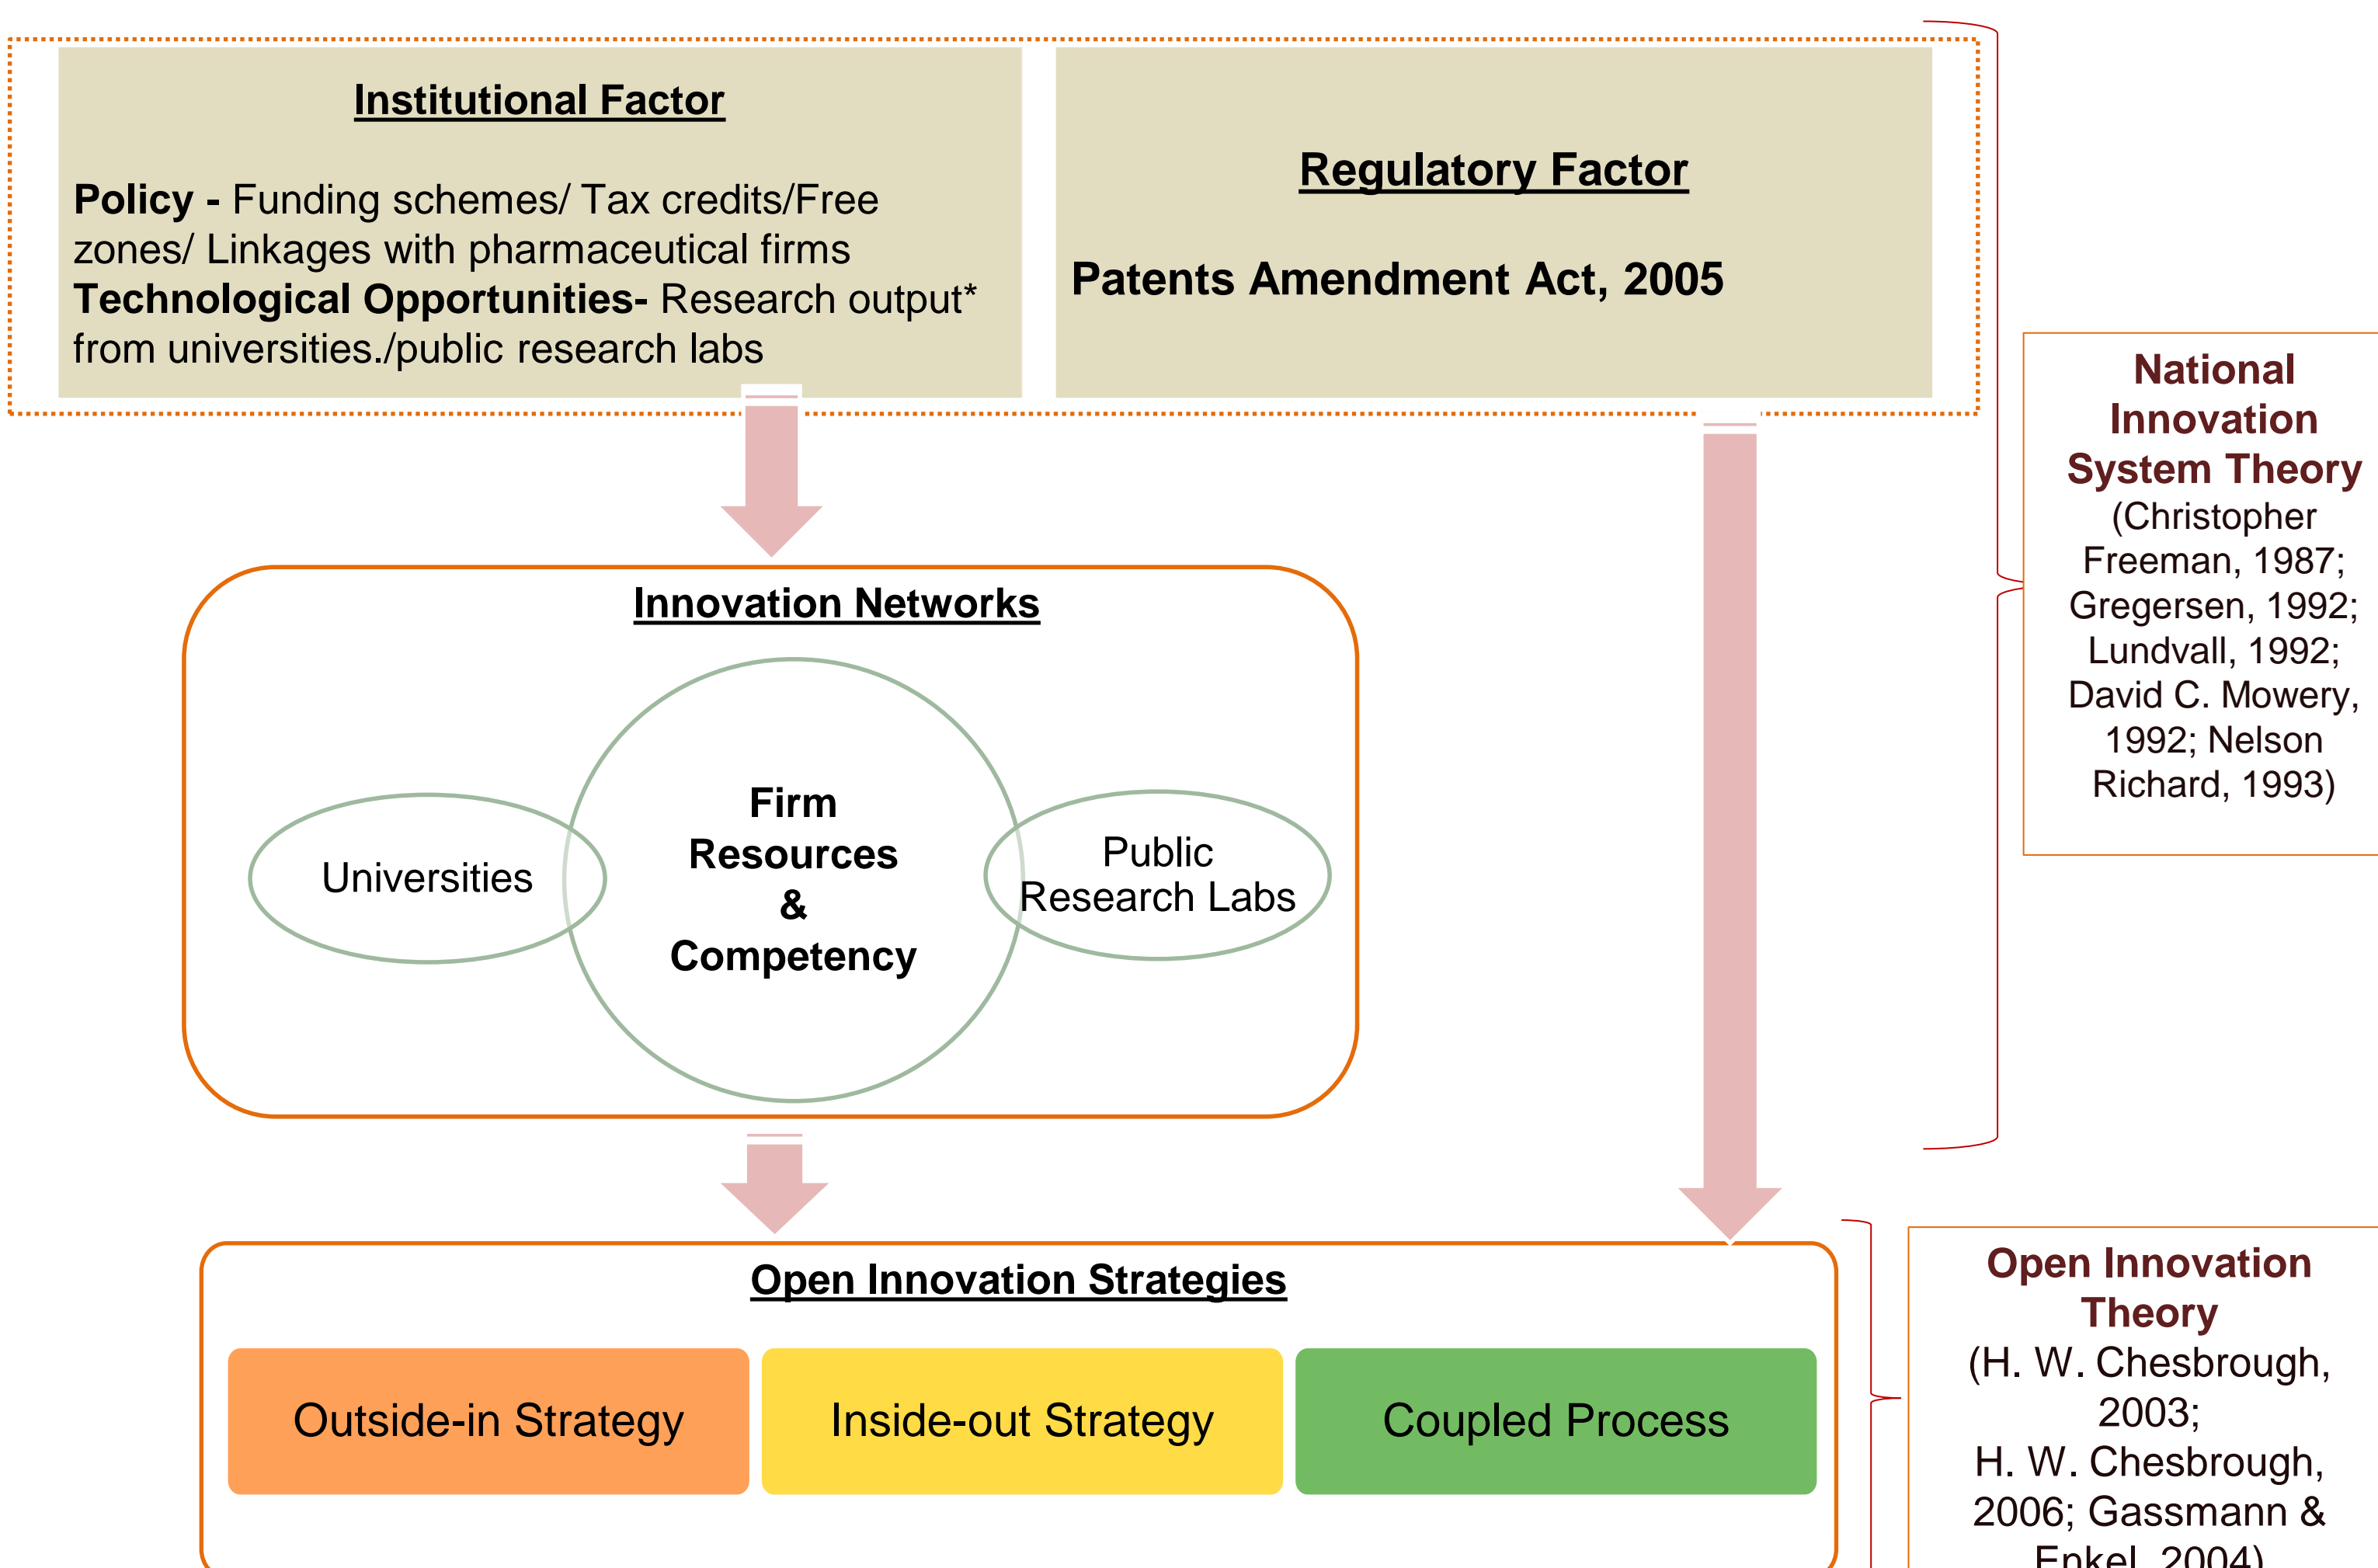 Institutional Factor
Policy - Funding schemes/ Tax credits/Free
zones/ Linkages with pharmaceutical firms
Technological Opportunities- Research output*
from universities./public research labs
Regulatory Factor
Patents Amendment Act, 2005
National
Innovation
System Theory
(Christopher
Freeman, 1987;
Gregersen, 1992;
Lundvall, 1992;
David C. Mowery,
1992; Nelson
Richard, 1993)
Innovation Networks
Universities
Firm
Resources
&
Competency
Public
Research Labs
Open Innovation Strategies
Outside-in Strategy
Inside-out Strategy
Coupled Process
Open Innovation
Theory
(H. W. Chesbrough,
2003;
H. W. Chesbrough,
2006; Gassmann &
Enkel, 2004)